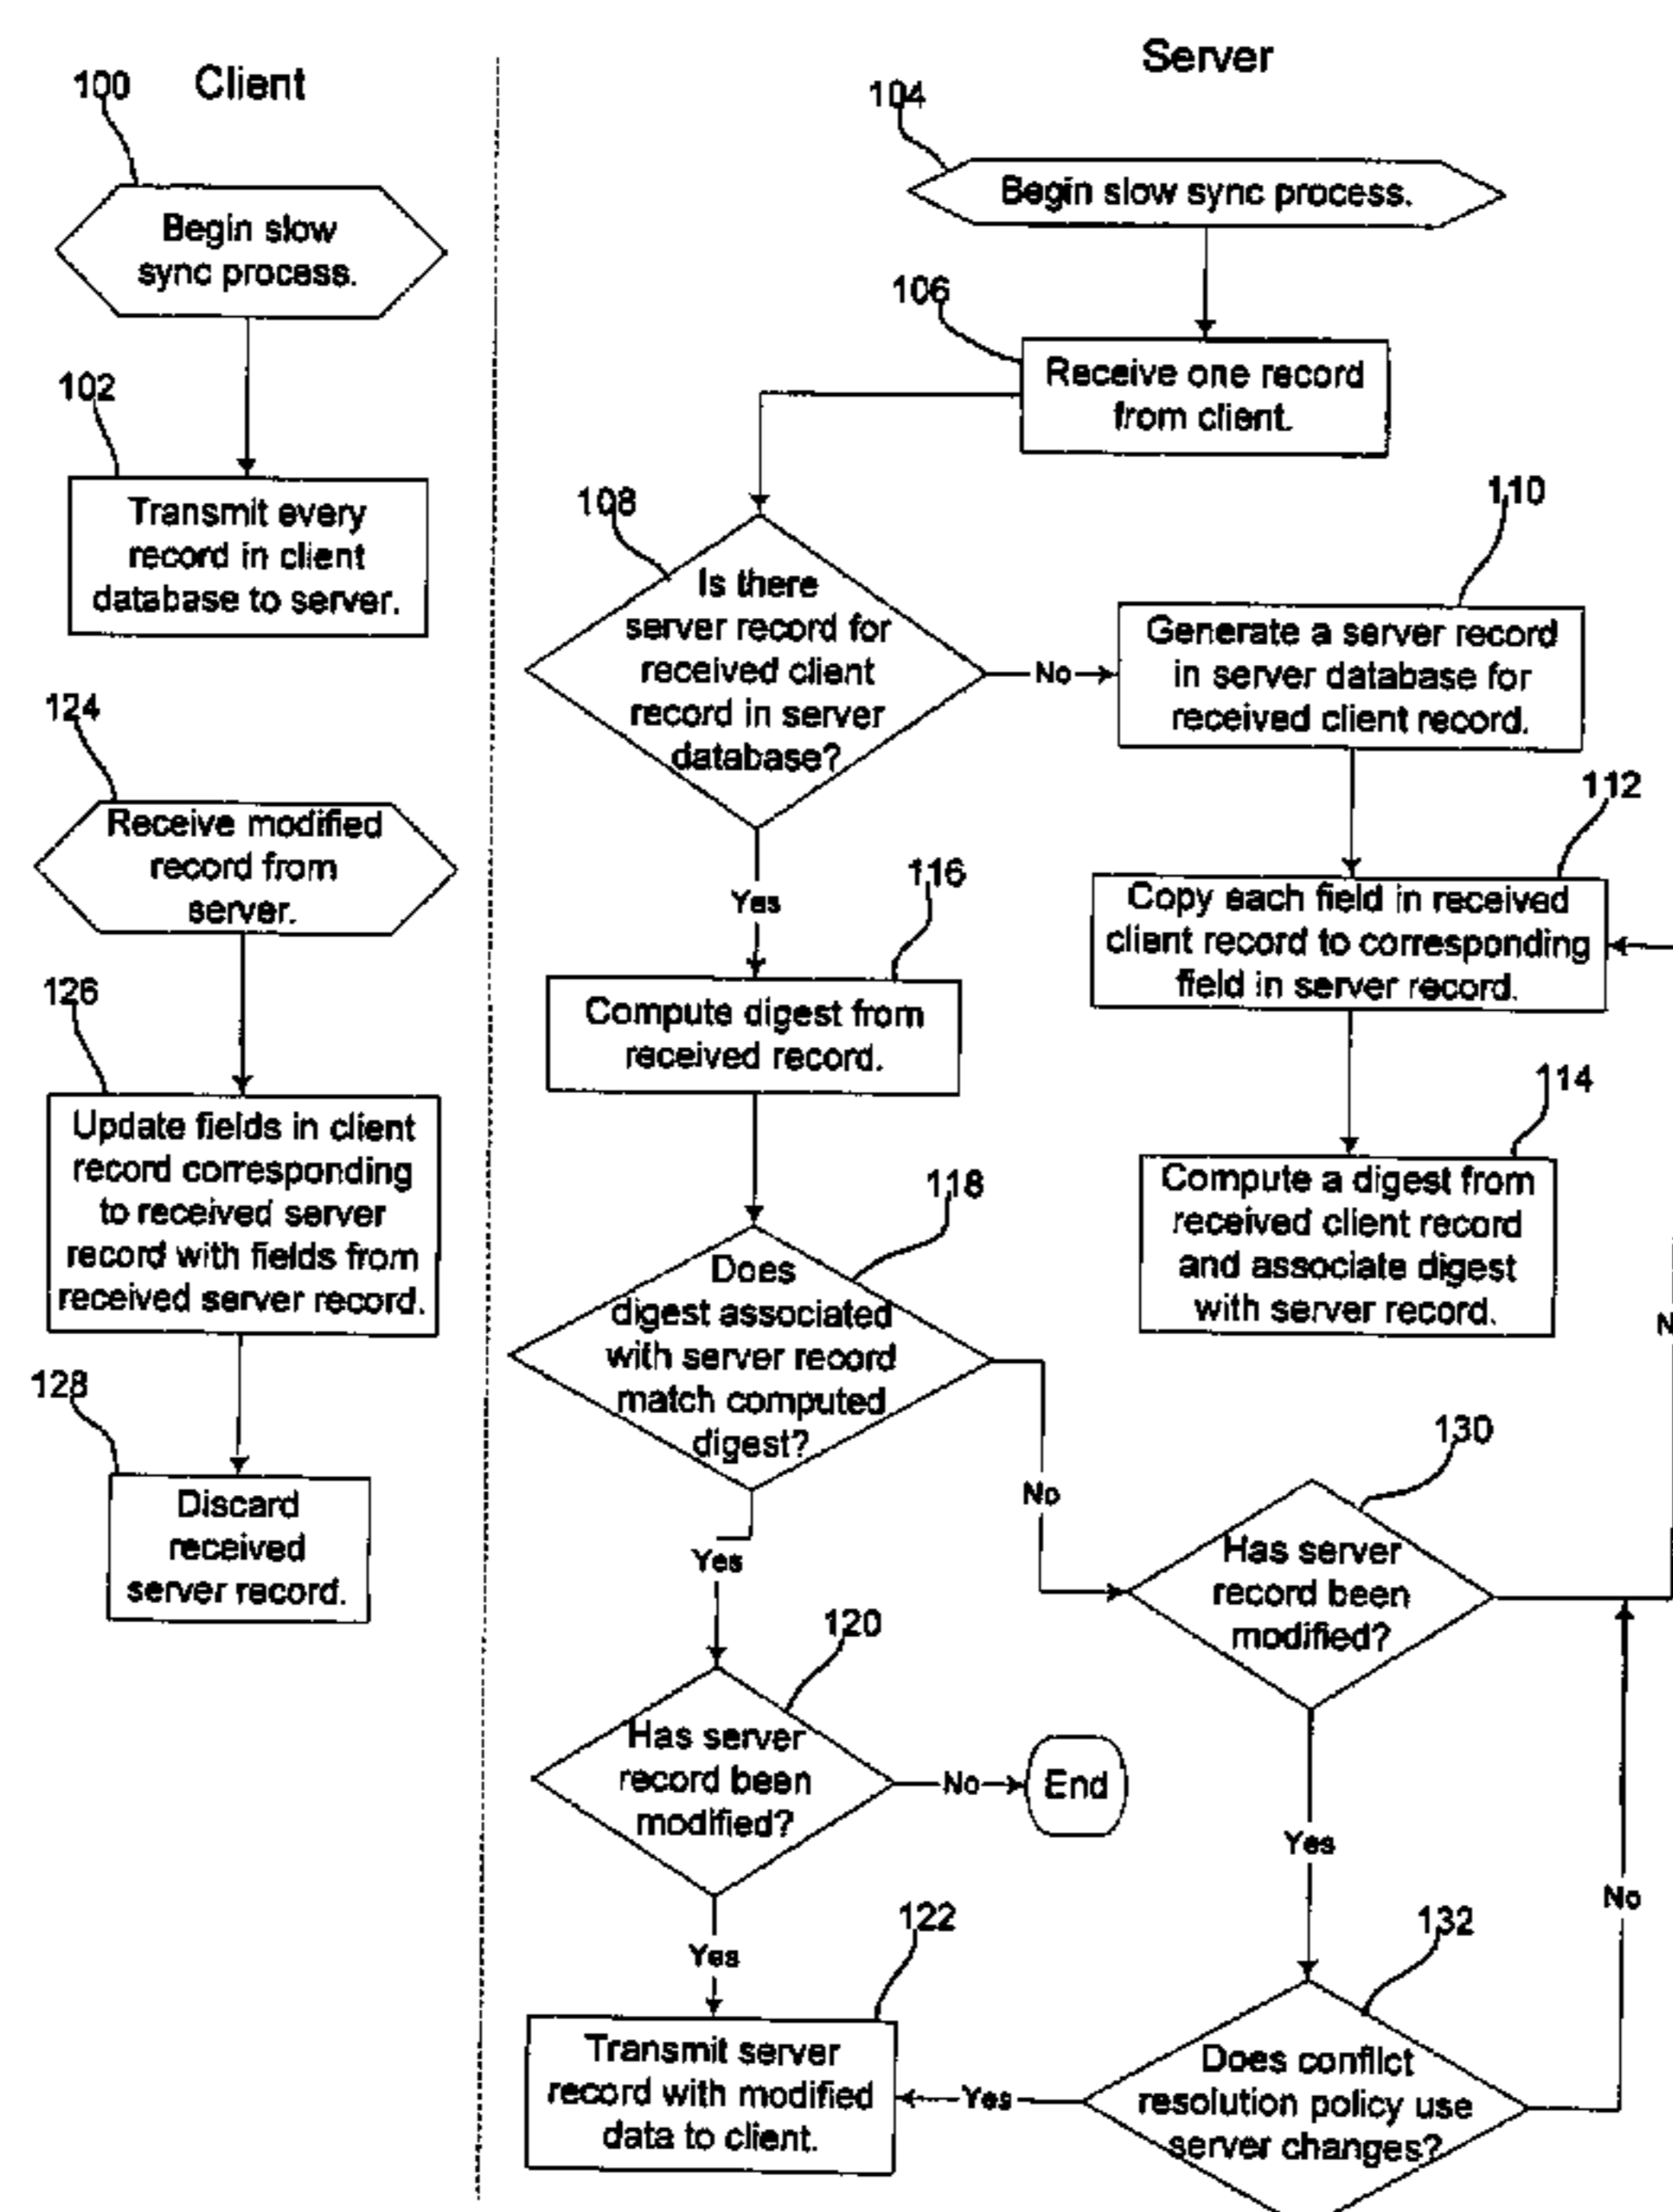 Client
100
Begin slow
sync process.
102
Transmit every
record in client
database to server.
124
Receive modified
record from
server.
126
Update fields in client
record corresponding
to received server
record with fields from
received server record.
128
Discard
received
server record.
Server
104
Begin slow sync process.
106
Receive one record
from client.
108
Is there
server record for
received client
record in server
database?
No
110
Generate a server record
in server database for
received client record.
112
Copy each field in received
client record to corresponding
field in server record.
114
Compute a digest from
received client record
and associate digest
with server record.
Yes
116
Compute digest from
received record.
118
Does
digest associated
with server record
match computed
digest?
No
Yes
120
Has server
record been
modified?
No
End
Yes
122
Transmit server
record with modified
data to client.
130
Has server
record been
modified?
Yes
132
Does conflict
resolution policy use
server changes?
Yes
No